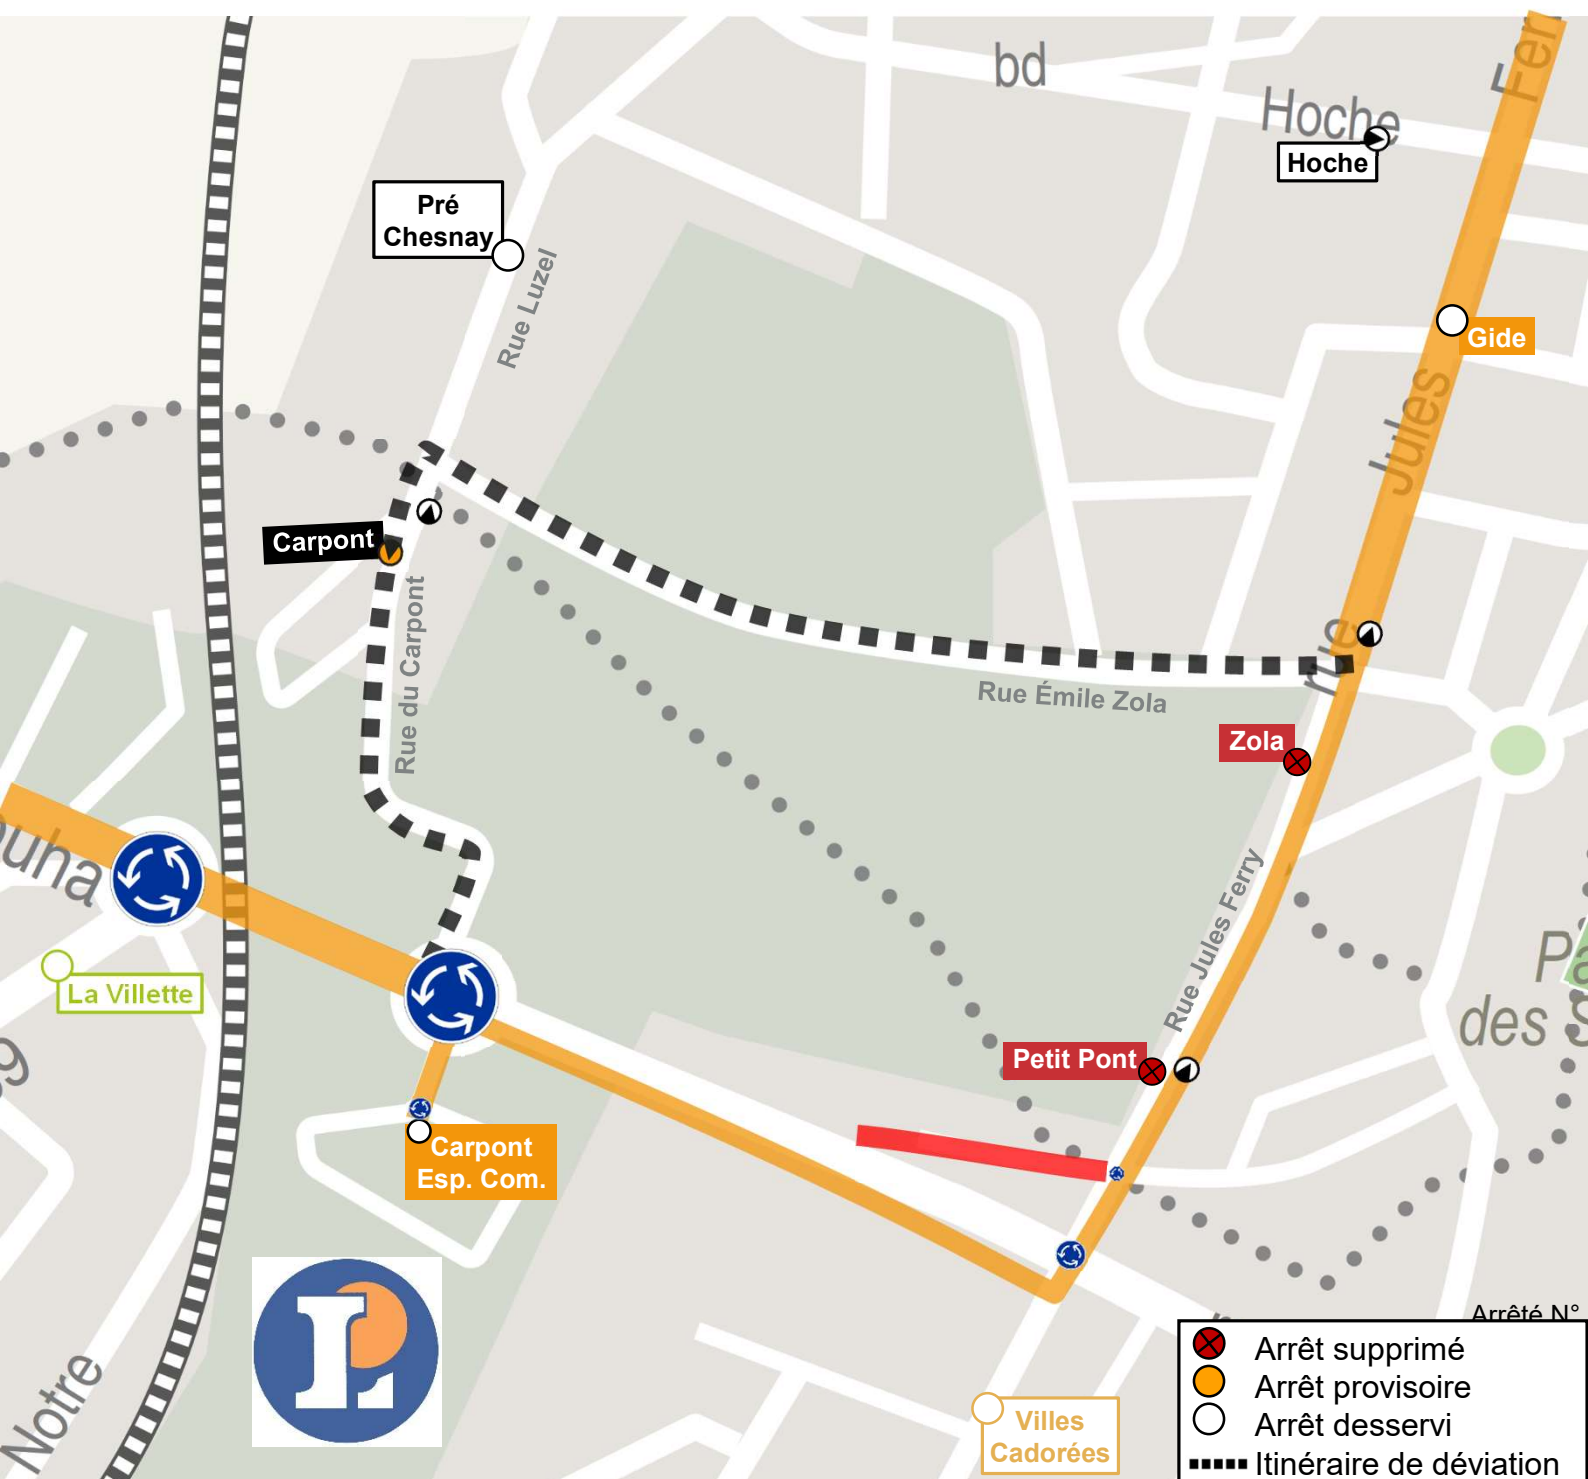 bd
Hoche
Hoche
Pré
Chesnay
Rue Luzel
Gide
Jules
Carpont
Rue du Carpont
rue
Rue Émile Zola
Zola
La Villette
Rue Jules Ferry
des
Petit Pont
Carpont
Esp. Com.
Notre
Arrêté N°
Arrêt supprimé
Arrêt provisoire
Arrêt desservi
Itinéraire de déviation
Villes
Cadorées